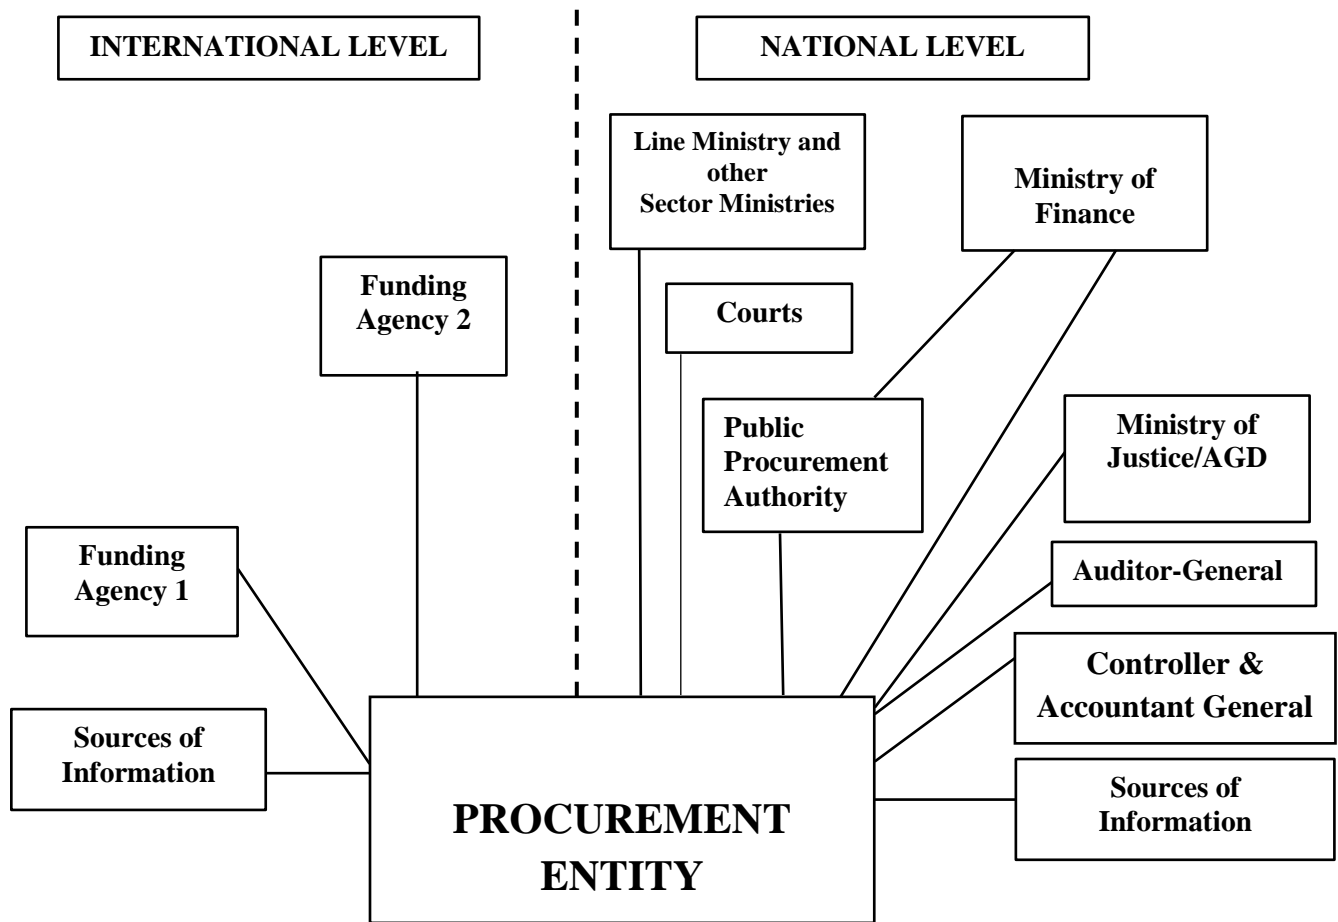 INTERNATIONAL LEVEL
NATIONAL LEVEL
Line Ministry and
other
Sector Ministries
Ministry of
Finance
Funding
Agency 2
Courts
Public
Procurement
Authority
Ministry of
Justice/AGD
Funding
Agency 1
Auditor-General
Controller &
Accountant General
Sources of
Information
Sources of
Information
PROCUREMENT
ENTITY